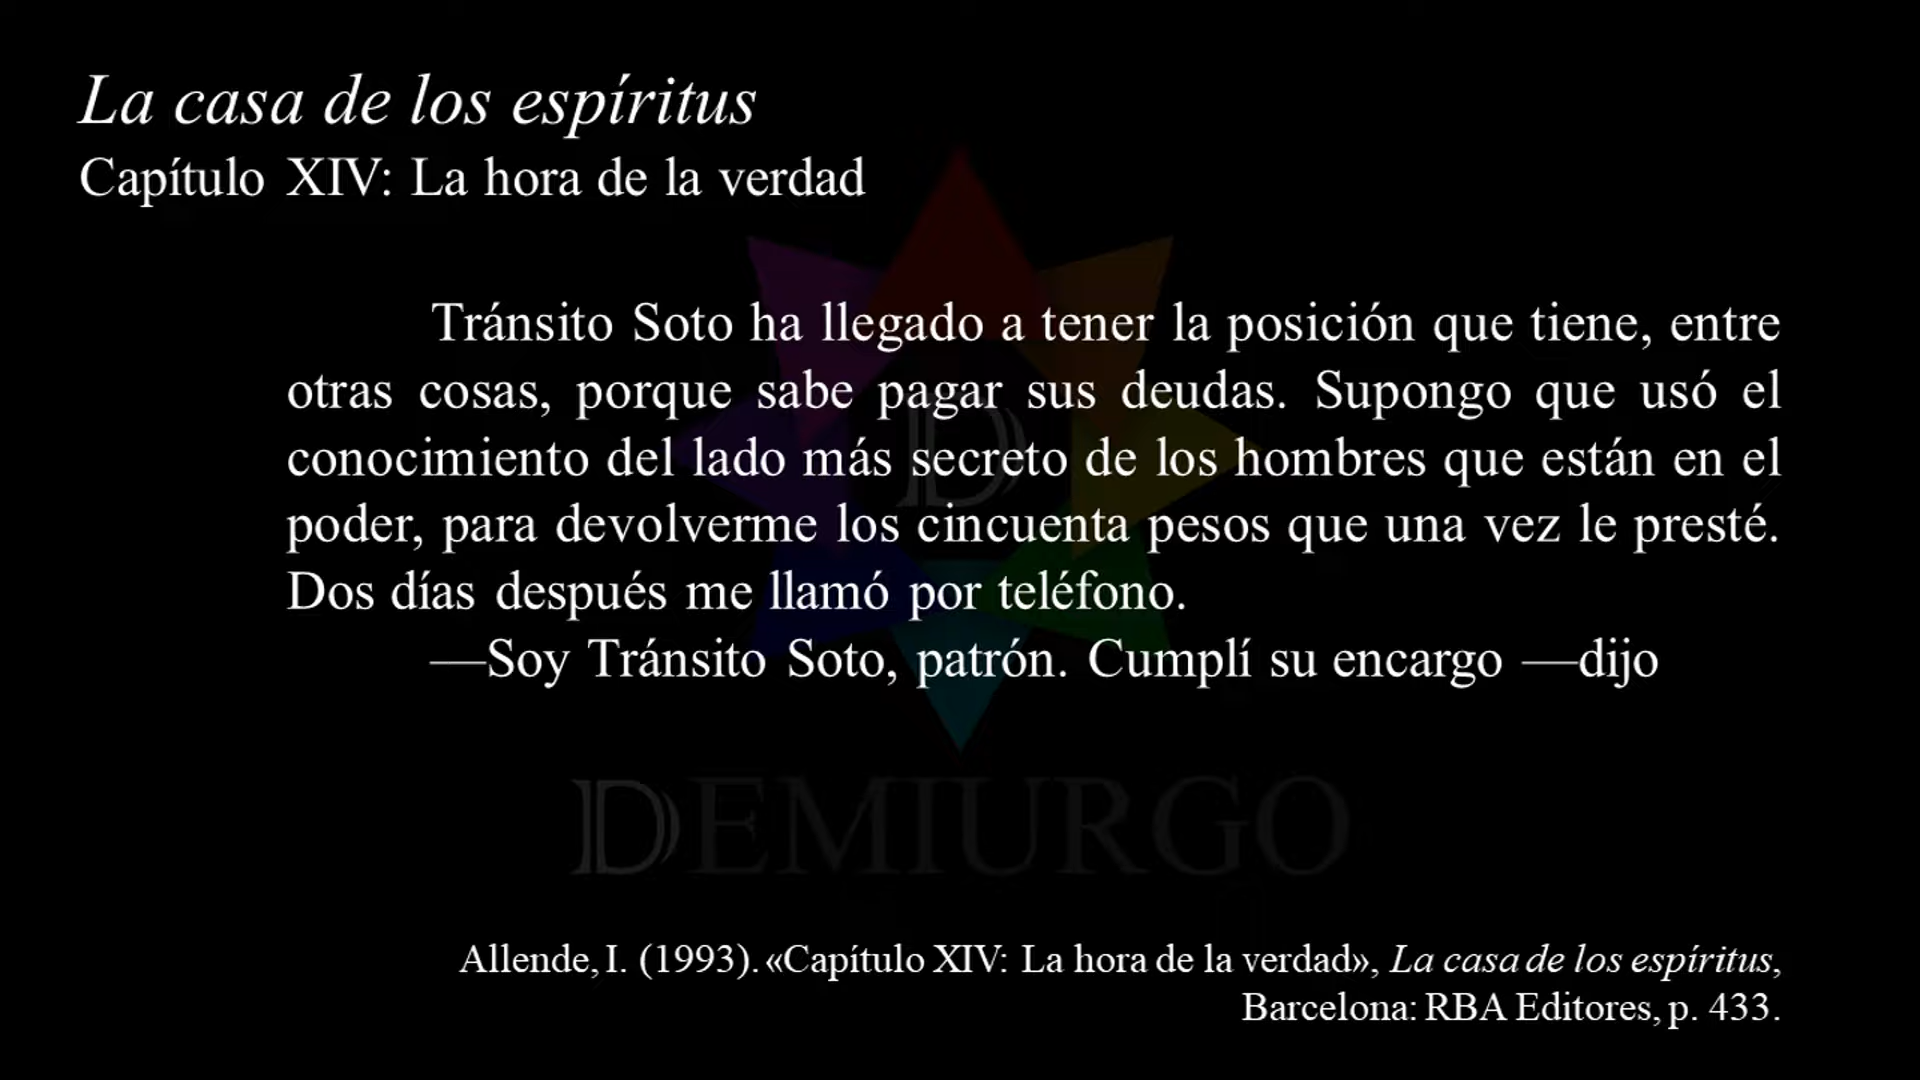 La casa de los espíritus
Capítulo XIV: La hora de la verdad
Tránsito Soto ha llegado a tener la posición que tiene, entre
otras cosas, porque sabe pagar sus deudas. Supongo que usó el
conocimiento del lado más secreto de los hombres que están en el
poder, para devolverme los cincuenta pesos que una vez le presté.
Dos días después me llamó por teléfono.
—Soy Tránsito Soto, patrón. Cumplí su encargo —dijo
D
DEMIURGO
Allende, I. (1993). «Capítulo XIV: La hora de la verdad», La casa de los espíritus,
Barcelona: RBA Editores, p. 433.